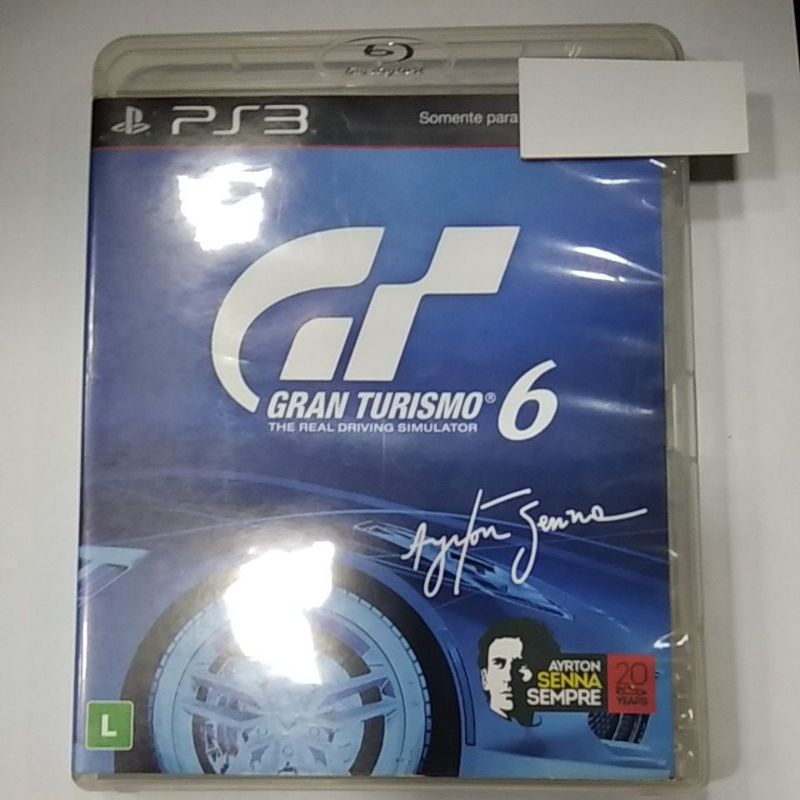 PS3
Somente para
GT
GRAN TURISMO® 6
THE REAL DRIVING SIMULATOR
Ayrton Senna
AYRTON
SENNA
SEMPRE
20
YEARS
L